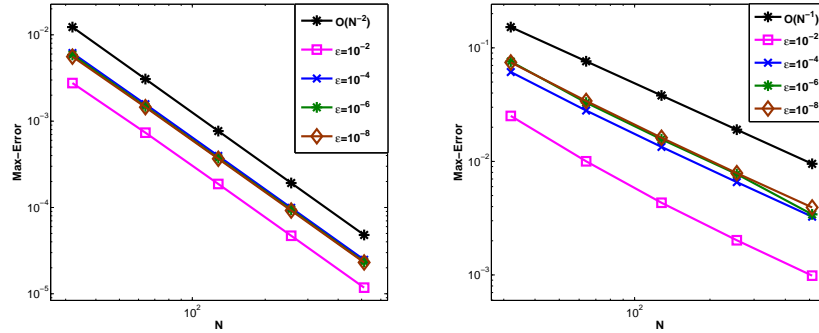 10⁻²
10⁻³
10⁻⁴
10⁻⁵
Max−Error
10²
N
O(N⁻²)
ε=10⁻²
ε=10⁻⁴
ε=10⁻⁶
ε=10⁻⁸
10⁻¹
10⁻²
10⁻³
Max−Error
10²
N
O(N⁻¹)
ε=10⁻²
ε=10⁻⁴
ε=10⁻⁶
ε=10⁻⁸